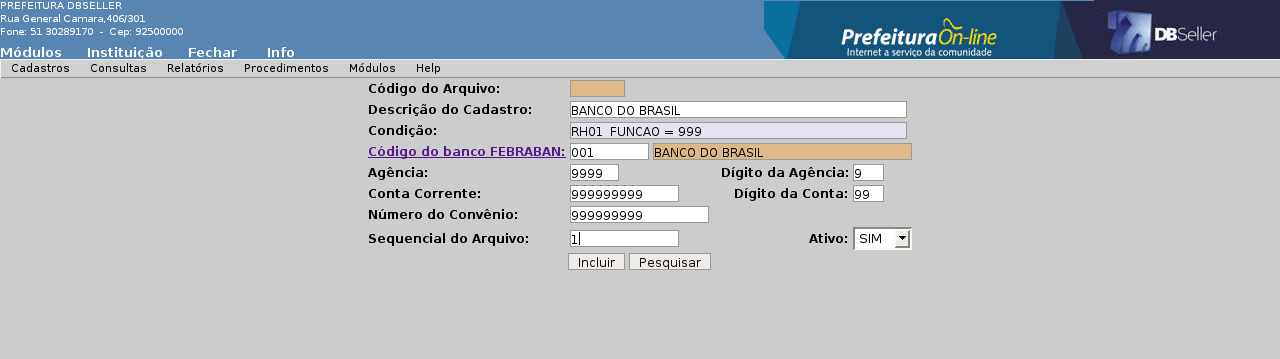 PREFEITURA DBSELLER
Rua General Camara,406/301
Fone: 51 30289170 - Cep: 92500000
PrefeituraOn-line
Internet a serviço da comunidade
DBSeller
Módulos Instituição Fechar Info
Cadastros Consultas Relatórios Procedimentos Módulos Help
Código do Arquivo:
Descrição do Cadastro: BANCO DO BRASIL
Condição: RH01_FUNCAO = 999
Código do banco FEBRABAN: 001 BANCO DO BRASIL
Agência: 9999 Dígito da Agência: 9
Conta Corrente: 999999999 Dígito da Conta: 99
Número do Convênio: 999999999
Sequencial do Arquivo: 1 Ativo: SIM
Incluir Pesquisar